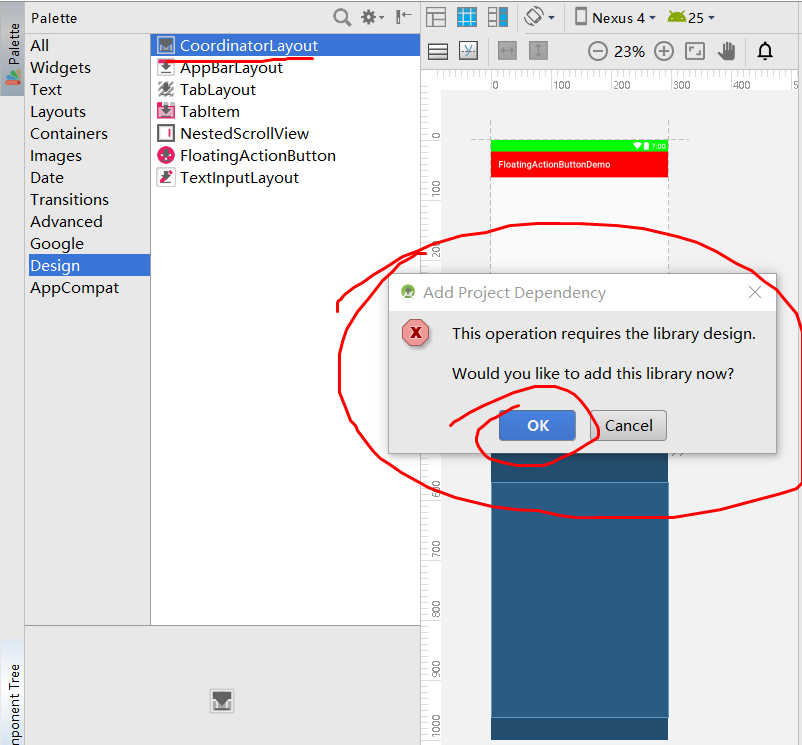 Palette
Palette
Nexus 4
25
All
Widgets
Text
Layouts
Containers
Images
Date
Transitions
Advanced
Google
Design
AppCompat
CoordinatorLayout
AppBarLayout
TabLayout
TabItem
NestedScrollView
FloatingActionButton
TextInputLayout
23%
0 100 200 300 400
0
100
200
7:00
FloatingActionButtonDemo
Add Project Dependency
This operation requires the library design.
Would you like to add this library now?
OK
Cancel
600
700
800
900
1000
nponent Tree